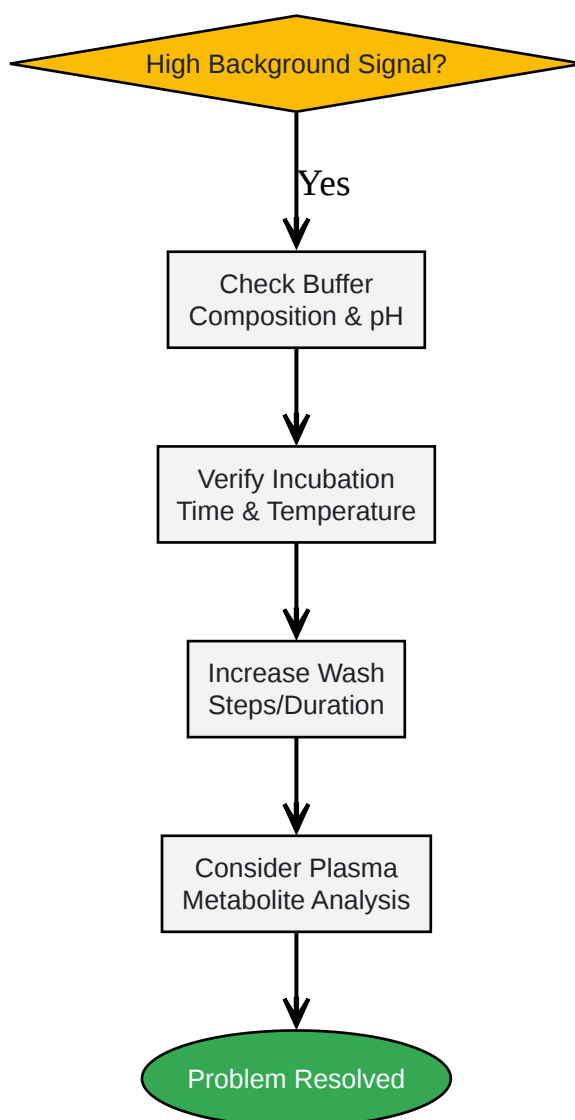 High Background Signal?
Yes
Check Buffer
Composition & pH
Verify Incubation
Time & Temperature
Increase Wash
Steps/Duration
Consider Plasma
Metabolite Analysis
Problem Resolved